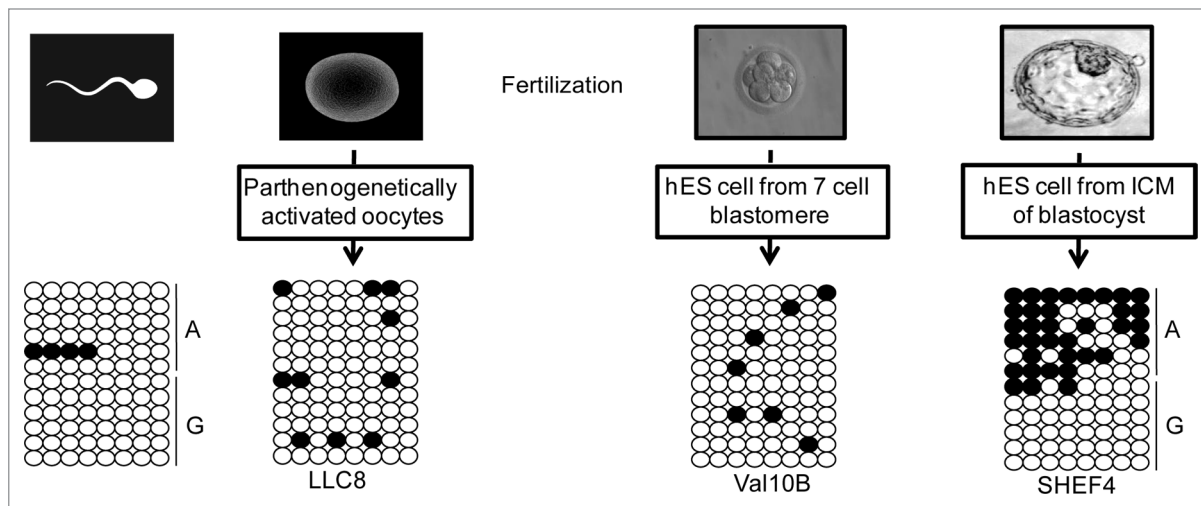 Fertilization
Parthenogenetically
activated oocytes
hES cell from 7 cell
blastomere
hES cell from ICM
of blastocyst
A
G
A
G
LLC8
Val10B
SHEF4